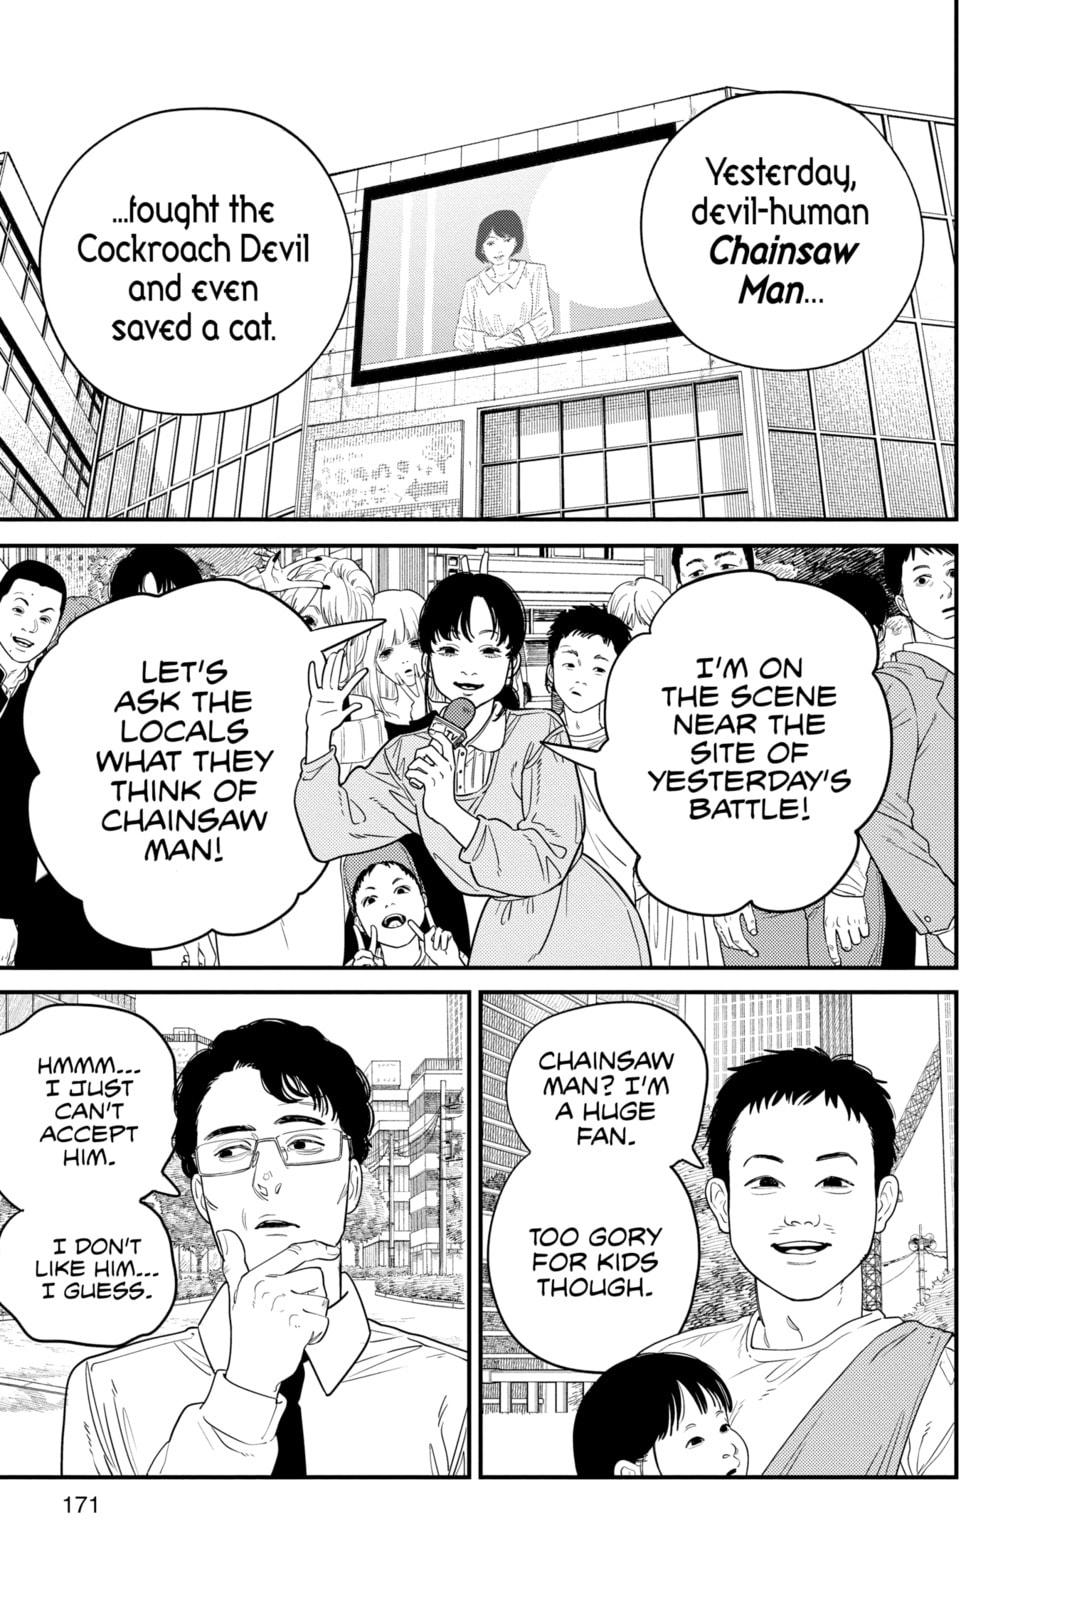 Yesterday,
devil-human
Chainsaw
Man...
...fought the
Cockroach Devil
and even
saved a cat.
I'M ON
THE SCENE
NEAR THE
SITE OF
YESTERDAY'S
BATTLE!
LET'S
ASK THE
LOCALS
WHAT THEY
THINK OF
CHAINSAW
MAN!
CHAINSAW
MAN? I'M
A HUGE
FAN.
TOO GORY
FOR KIDS
THOUGH.
HMMM...
I JUST
CAN'T
ACCEPT
HIM.
I DON'T
LIKE HIM...
I GUESS.
171